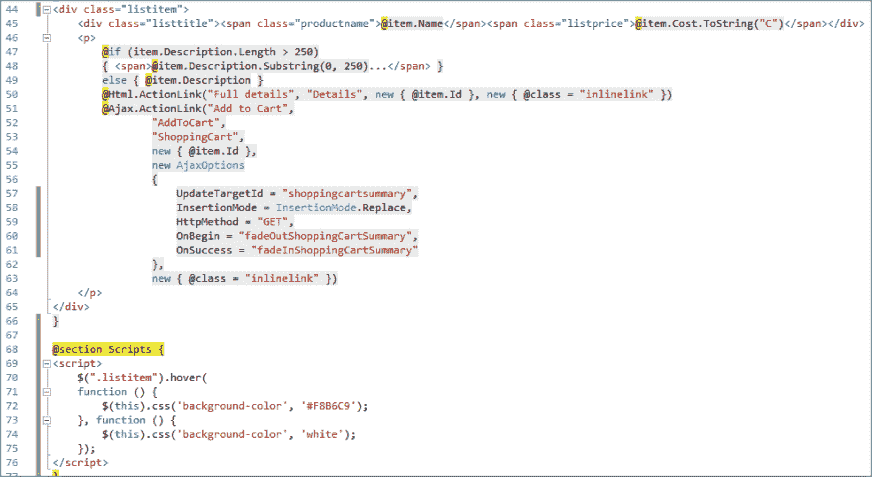 44 <div class="listitem">
45 <div class="listtitle"><span class="productname">@item.Name</span><span class="listprice">@item.Cost.ToString("C")</span></div>
46 <p>
47 @if (item.Description.Length > 250)
48 { <span>@item.Description.Substring(0, 250)...</span> }
49 else { @item.Description }
50 @Html.ActionLink("Full details", "Details", new { @item.Id }, new { @class = "inlinelink" })
51 @Ajax.ActionLink("Add to Cart",
52 "AddToCart",
53 "ShoppingCart",
54 new { @item.Id },
55 new AjaxOptions
56 {
57 UpdateTargetId = "shoppingcartsummary",
58 InsertionMode = InsertionMode.Replace,
59 HttpMethod = "GET",
60 OnBegin = "fadeOutShoppingCartSummary",
61 OnSuccess = "fadeInShoppingCartSummary"
62 },
63 new { @class = "inlinelink" })
64 </p>
65 </div>
66 }
67
68 @section Scripts {
69 <script>
70 $(".listitem").hover(
71 function () {
72 $(this).css('background-color', '#F8B6C9');
73 }, function () {
74 $(this).css('background-color', 'white');
75 });
76 </script>
77 }